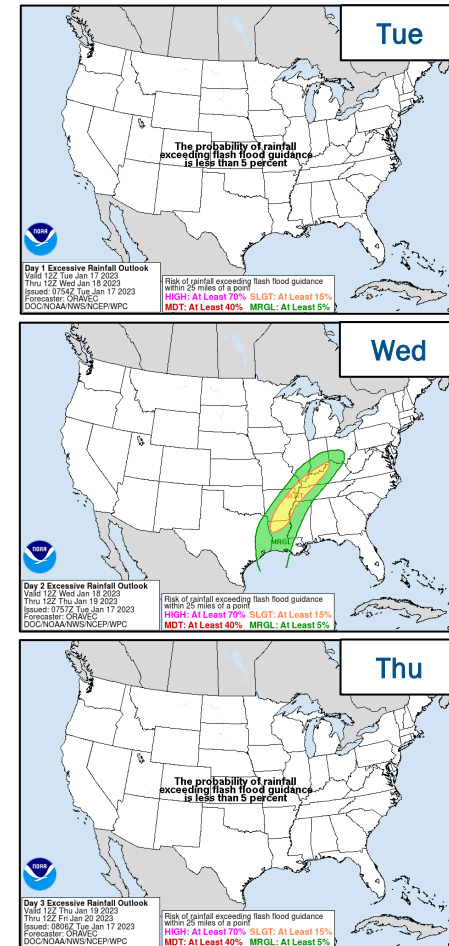 Tue
The probability of rainfall
exceeding flash flood guidance
is less than 5 percent
NOAA
Day 1 Excessive Rainfall Outlook
Valid 12Z Tue Jan 17 2023
Thru 12Z Wed Jan 18 2023
Issued: 0754Z Tue Jan 17 2023
Forecaster: ORAVEC
DOC/NOAA/NWS/NCEP/WPC
Risk of rainfall exceeding flash flood guidance
within 25 miles of a point
HIGH: At Least 70% SLGT: At Least 15%
MDT: At Least 40% MRGL: At Least 5%
Wed
SLGT
MRGL
NOAA
Day 2 Excessive Rainfall Outlook
Valid 12Z Wed Jan 18 2023
Thru 12Z Thu Jan 19 2023
Issued: 0757Z Tue Jan 17 2023
Forecaster: ORAVEC
DOC/NOAA/NWS/NCEP/WPC
Risk of rainfall exceeding flash flood guidance
within 25 miles of a point
HIGH: At Least 70% SLGT: At Least 15%
MDT: At Least 40% MRGL: At Least 5%
Thu
The probability of rainfall
exceeding flash flood guidance
is less than 5 percent
NOAA
Day 3 Excessive Rainfall Outlook
Valid 12Z Thu Jan 19 2023
Thru 12Z Fri Jan 20 2023
Issued: 0806Z Tue Jan 17 2023
Forecaster: ORAVEC
DOC/NOAA/NWS/NCEP/WPC
Risk of rainfall exceeding flash flood guidance
within 25 miles of a point
HIGH: At Least 70% SLGT: At Least 15%
MDT: At Least 40% MRGL: At Least 5%